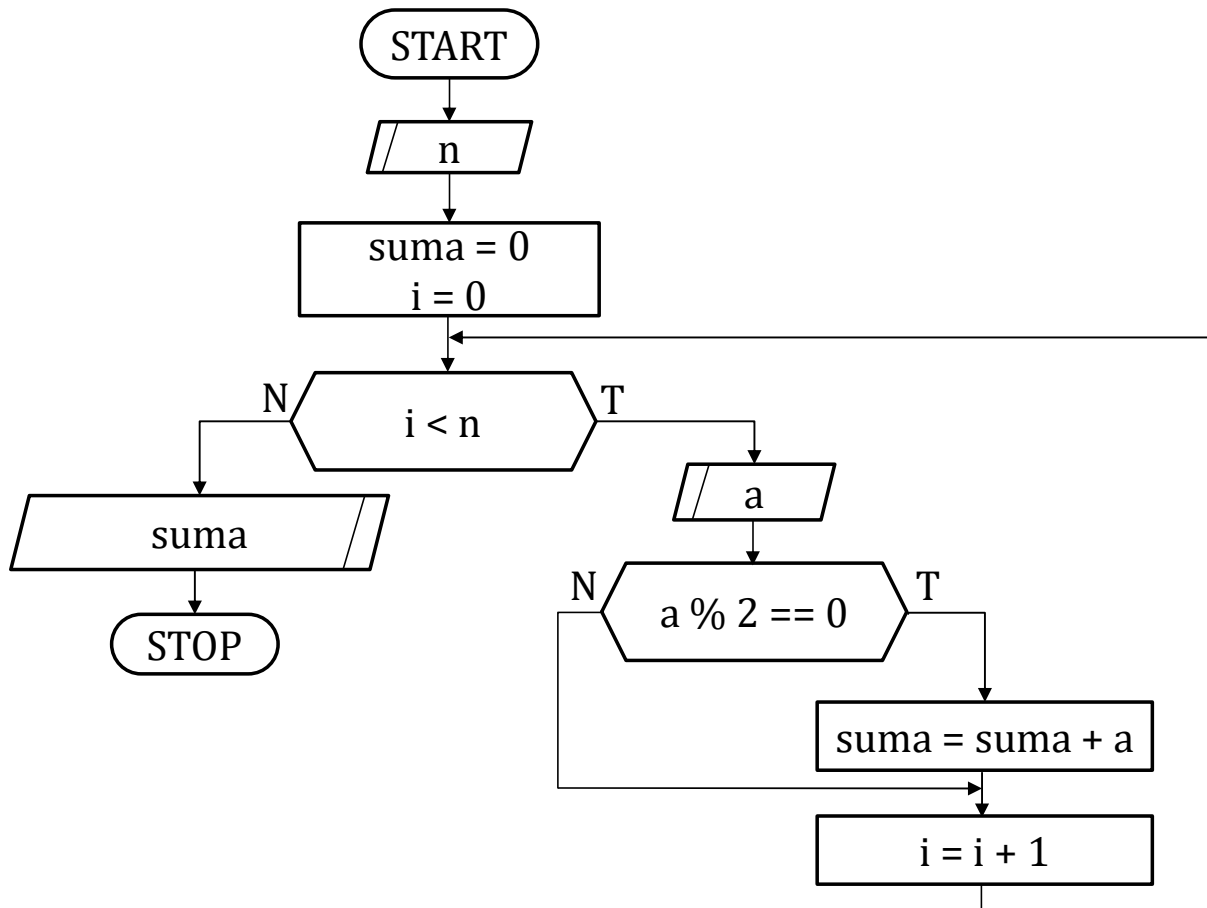 START
n
suma = 0
i = 0
N
T
i < n
a
suma
N
T
a % 2 == 0
STOP
suma = suma + a
i = i + 1